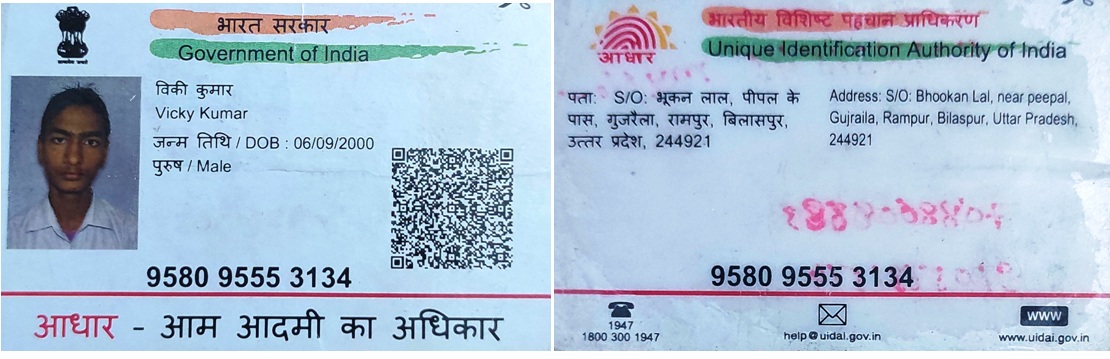 भारत सरकार
Government of India
विकी कुमार
Vicky Kumar
जन्म तिथि / DOB : 06/09/2000
पुरुष / Male
9580 9555 3134
आधार - आम आदमी का अधिकार
भारतीय विशिष्ट पहचान प्राधिकरण
Unique Identification Authority of India
आधार
पता: S/O: भूकन लाल, पीपल के
पास, गुजरैला, रामपुर, बिलासपुर,
उत्तर प्रदेश, 244921
Address: S/O: Bhookan Lal, near peepal,
Gujraila, Rampur, Bilaspur, Uttar Pradesh,
244921
9580 9555 3134
1947
1800 300 1947
help@uidai.gov.in
www
www.uidai.gov.in